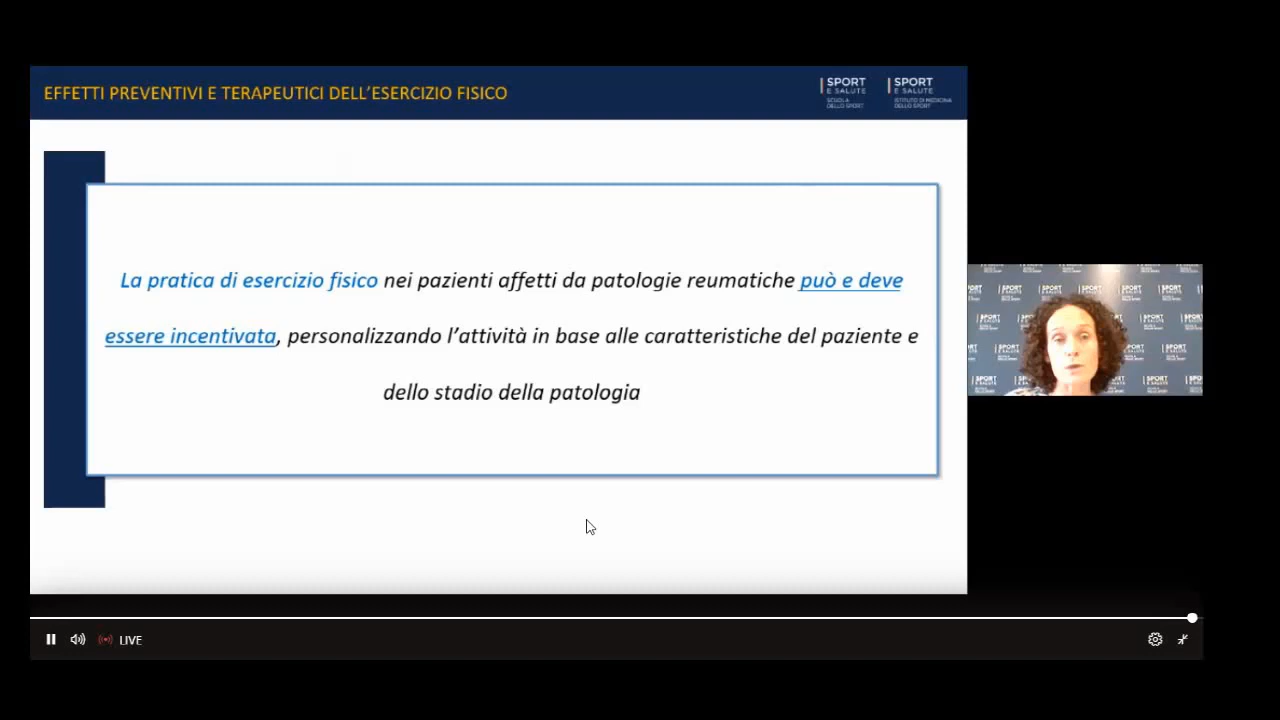 EFFETTI PREVENTIVI E TERAPEUTICI DELL'ESERCIZIO FISICO
SPORT
E SALUTE
SCUOLA
DELLO SPORT
SPORT
E SALUTE
ISTITUTO DI MEDICINA
DELLO SPORT
La pratica di esercizio fisico nei pazienti affetti da patologie reumatiche può e deve
essere incentivata, personalizzando l'attività in base alle caratteristiche del paziente e
dello stadio della patologia
LIVE